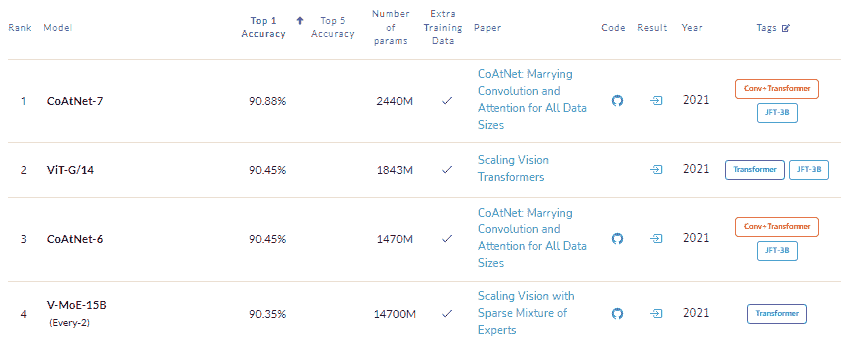 Rank Model Top 1 Accuracy Top 5 Accuracy Number of params Extra Training Data Paper Code Result Year Tags
1 CoAtNet-7 90.88% 2440M CoAtNet: Marrying Convolution and Attention for All Data Sizes 2021 Conv+Transformer JFT-3B
2 ViT-G/14 90.45% 1843M Scaling Vision Transformers 2021 Transformer JFT-3B
3 CoAtNet-6 90.45% 1470M CoAtNet: Marrying Convolution and Attention for All Data Sizes 2021 Conv+Transformer JFT-3B
4 V-MoE-15B (Every-2) 90.35% 14700M Scaling Vision with Sparse Mixture of Experts 2021 Transformer